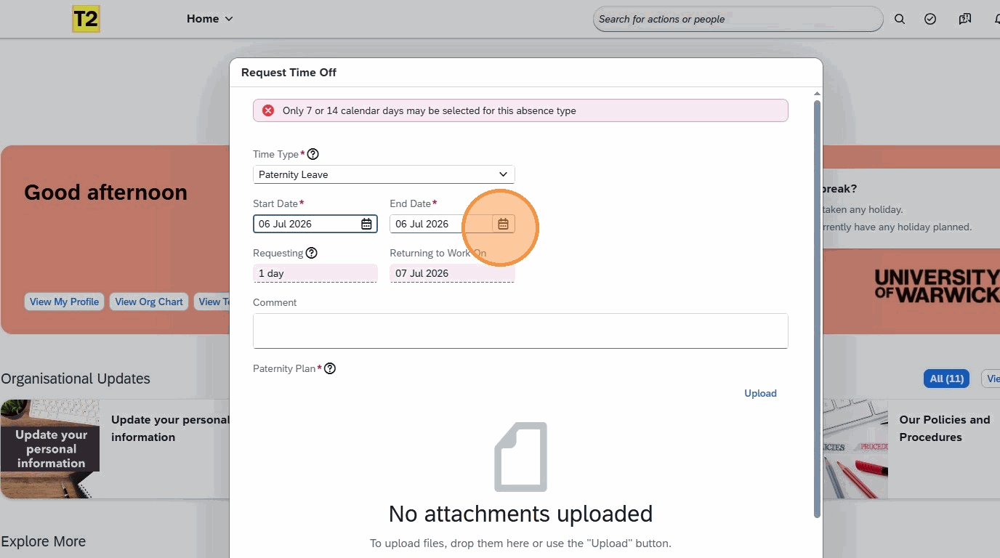 T2
Home
Search for actions or people
Request Time Off
Only 7 or 14 calendar days may be selected for this absence type
Time Type*
Paternity Leave
Start Date*
End Date*
06 Jul 2026
06 Jul 2026
Requesting
Returning to Work On
1 day
07 Jul 2026
Comment
Paternity Plan*
Upload
No attachments uploaded
To upload files, drop them here or use the "Upload" button.
Good afternoon
View My Profile
View Org Chart
View Te
break?
taken any holiday.
rrently have any holiday planned.
UNIVERSITY
OF WARWICK
Organisational Updates
All (11)
Vie
Update your
personal
information
Update your personal
information
ICIES
PROCEDU
Our Policies and
Procedures
Explore More